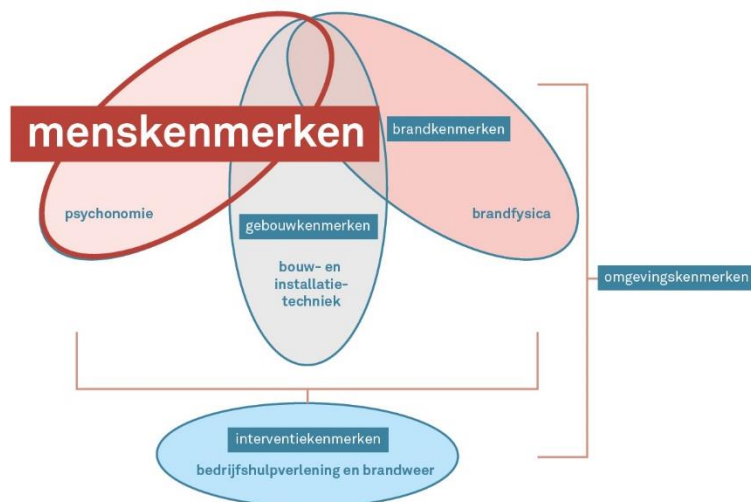 menskenmerken
brandkenmerken
psychonomie
brandfysica
gebouwkenmerken
bouw- en
installatie-
techniek
omgevingskenmerken
interventiekenmerken
bedrijfshulpverlening en brandweer